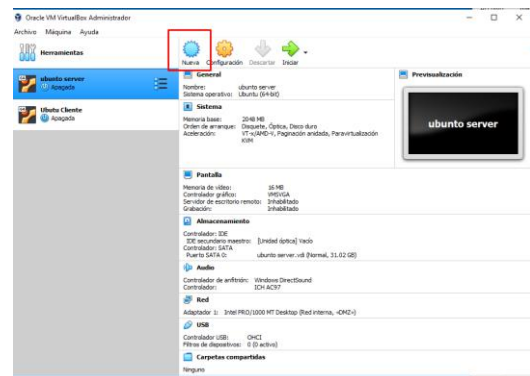 Oracle VM VirtualBox Administrador
Archivo Máquina Ayuda
Herramientas
Nueva Configuración Descartar Iniciar
ubunto server
Apagada
Ubutu Cliente
Apagada
General
Nombre: ubunto server
Sistema operativo: Ubuntu (64-bit)
Sistema
Memoria base: 2048 MB
Orden de arranque: Disquete, Óptica, Disco duro
Aceleración: VT-x/AMD-V, Paginación anidada, Paravirtualización
KVM
Previsualización
ubunto server
Pantalla
Memoria de vídeo: 16 MB
Controlador gráfico: VMSVGA
Servidor de escritorio remoto: Inhabilitado
Grabación: Inhabilitado
Almacenamiento
Controlador: IDE
IDE secundario maestro: [Unidad óptica] Vacío
Controlador: SATA
Puerto SATA 0: ubunto server.vdi (Normal, 31.02 GB)
Audio
Controlador de anfitrión: Windows DirectSound
Controlador: ICH AC97
Red
Adaptador 1: Intel PRO/1000 MT Desktop (Red interna, «DMZ»)
USB
Controlador USB: OHCI
Filtros de dispositivos: 0 (0 activo)
Carpetas compartidas
Ninguno